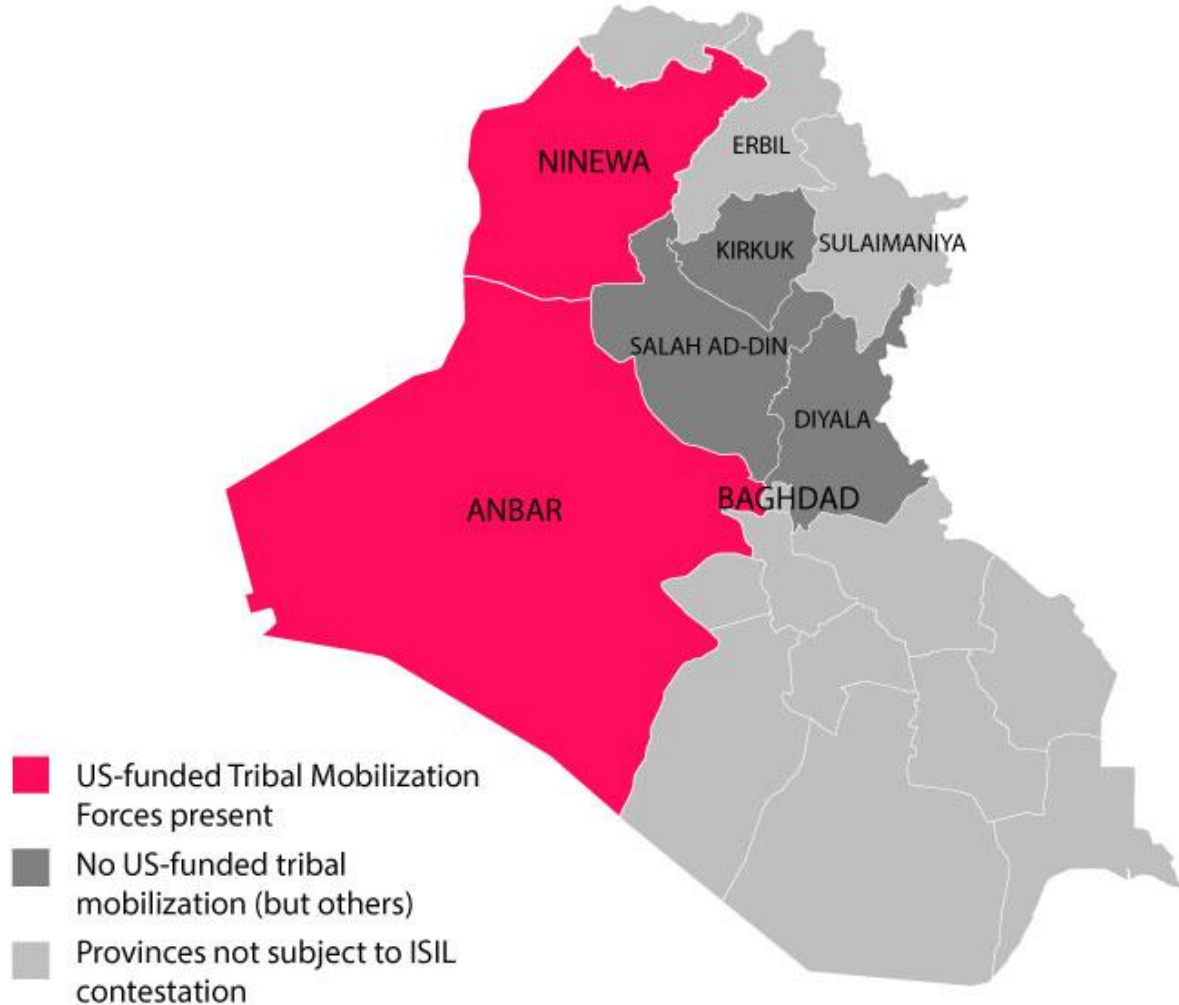 NINEWA
ERBIL
KIRKUK
SULAIMANIYA
SALAH AD-DIN
DIYALA
BAGHDAD
ANBAR
US-funded Tribal Mobilization
Forces present
No US-funded tribal
mobilization (but others)
Provinces not subject to ISIL
contestation